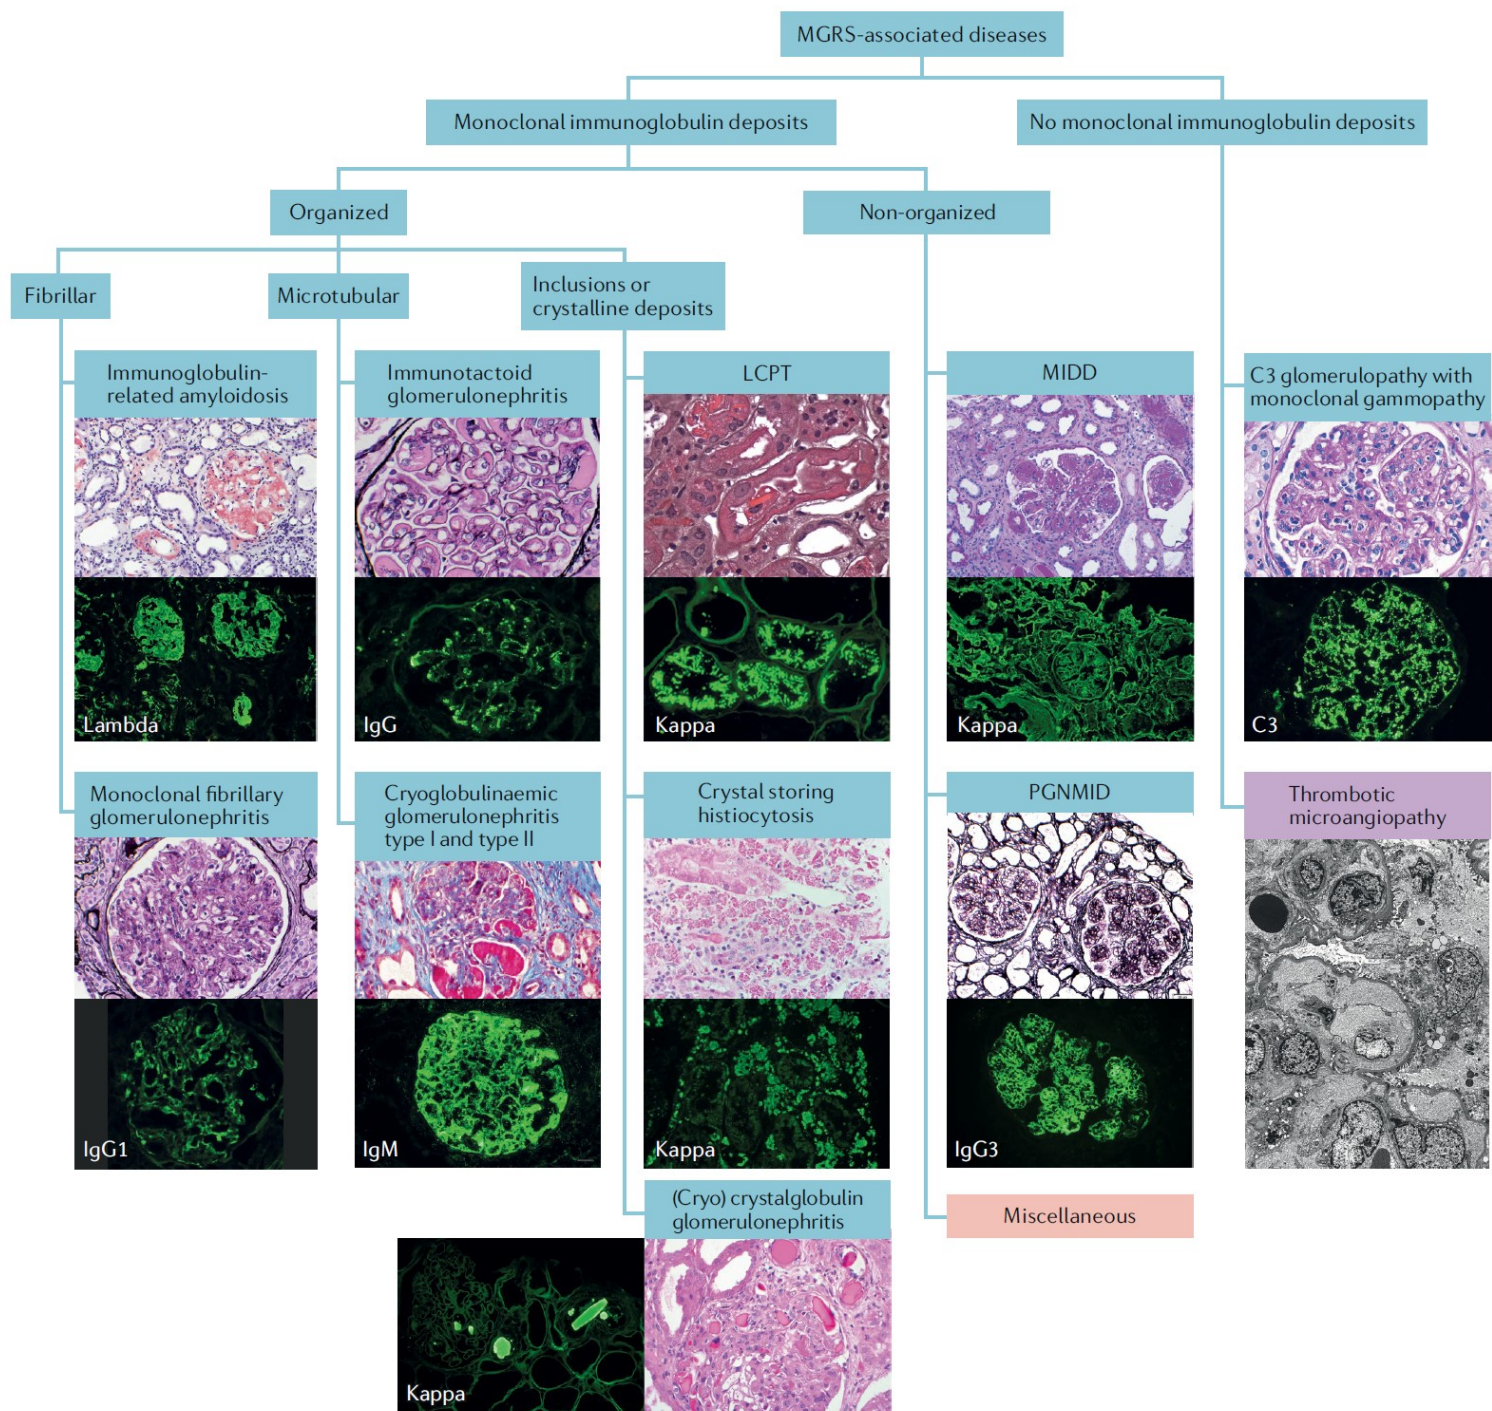 MGRS-associated diseases
Monoclonal immunoglobulin deposits
No monoclonal immunoglobulin deposits
Organized
Non-organized
Fibrillar
Microtubular
Inclusions or
crystalline deposits
Immunoglobulin-
related amyloidosis
Immunotactoid
glomerulonephritis
LCPT
MIDD
C3 glomerulopathy with
monoclonal gammopathy
Lambda
IgG
Kappa
Kappa
C3
Monoclonal fibrillary
glomerulonephritis
Cryoglobulinaemic
glomerulonephritis
type I and type II
Crystal storing
histiocytosis
PGNMID
Thrombotic
microangiopathy
IgG1
IgM
Kappa
IgG3
(Cryo) crystalglobulin
glomerulonephritis
Miscellaneous
Kappa